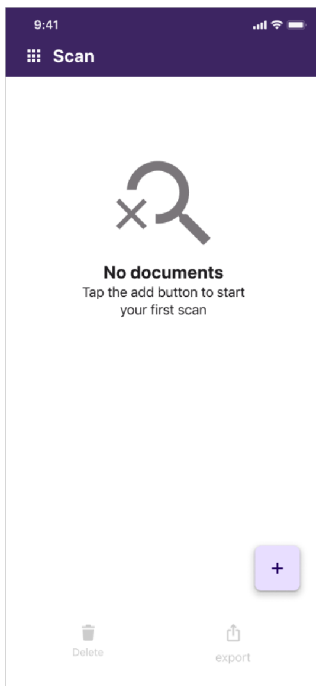 9:41
Scan
No documents
Tap the add button to start
your first scan
+
Delete
export